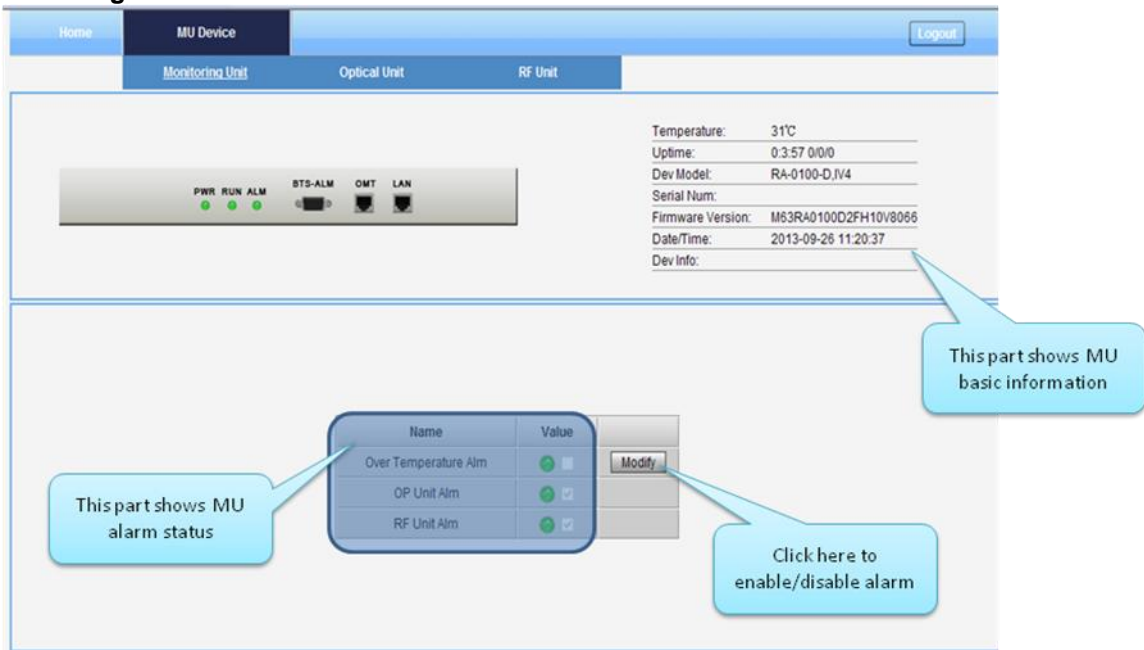 Home MU Device Logout
Monitoring Unit Optical Unit RF Unit
Temperature: 31℃
Uptime: 0:3:57 0/0/0
Dev Model: RA-0100-D,IV4
Serial Num:
Firmware Version: M63RA0100D2FH10V8066
Date/Time: 2013-09-26 11:20:37
Dev Info:
PWR RUN ALM BTS-ALM OMT LAN
This part shows MU
basic information
Name Value
Over Temperature Alm Modify
OP Unit Alm
RF Unit Alm
This part shows MU
alarm status
Click here to
enable/disable alarm